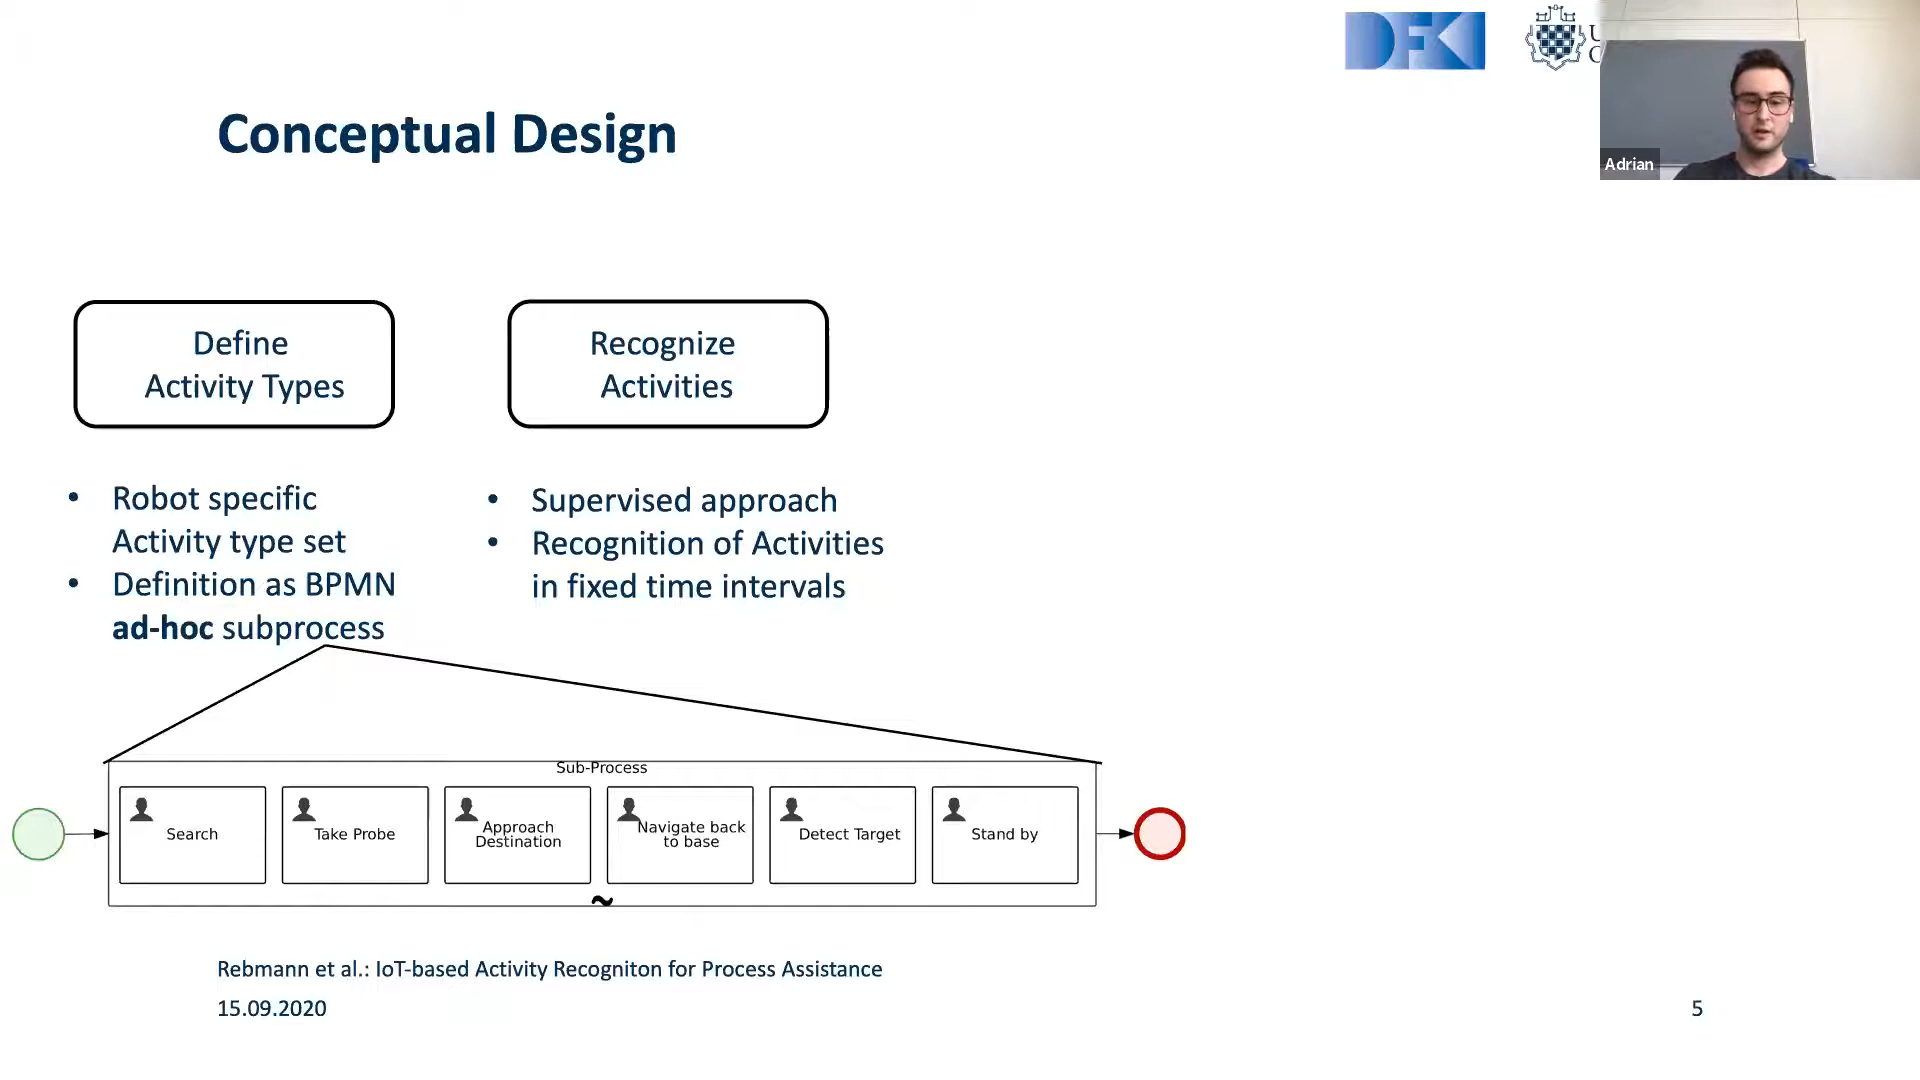 DFKI
U
Adrian
Conceptual Design
Define
Activity Types
Recognize
Activities
• Robot specific
Activity type set
• Definition as BPMN
ad-hoc subprocess
• Supervised approach
• Recognition of Activities
in fixed time intervals
Sub-Process
Search
Take Probe
Approach
Destination
Navigate back
to base
Detect Target
Stand by
~
Rebmann et al.: IoT-based Activity Recogniton for Process Assistance
15.09.2020
5